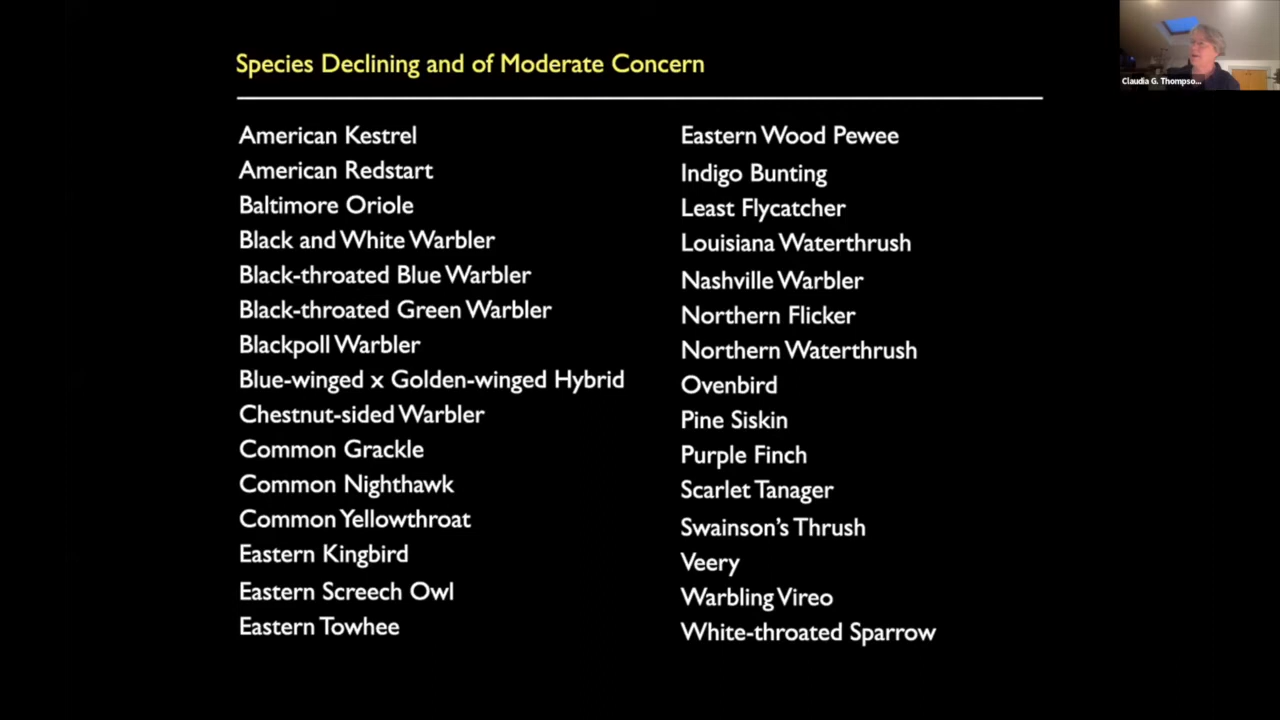 Species Declining and of Moderate Concern
American Kestrel
American Redstart
Baltimore Oriole
Black and White Warbler
Black-throated Blue Warbler
Black-throated Green Warbler
Blackpoll Warbler
Blue-winged x Golden-winged Hybrid
Chestnut-sided Warbler
Common Grackle
Common Nighthawk
Common Yellowthroat
Eastern Kingbird
Eastern Screech Owl
Eastern Towhee
Eastern Wood Pewee
Indigo Bunting
Least Flycatcher
Louisiana Waterthrush
Nashville Warbler
Northern Flicker
Northern Waterthrush
Ovenbird
Pine Siskin
Purple Finch
Scarlet Tanager
Swainson’s Thrush
Veery
Warbling Vireo
White-throated Sparrow
Claudia G. Thompso...